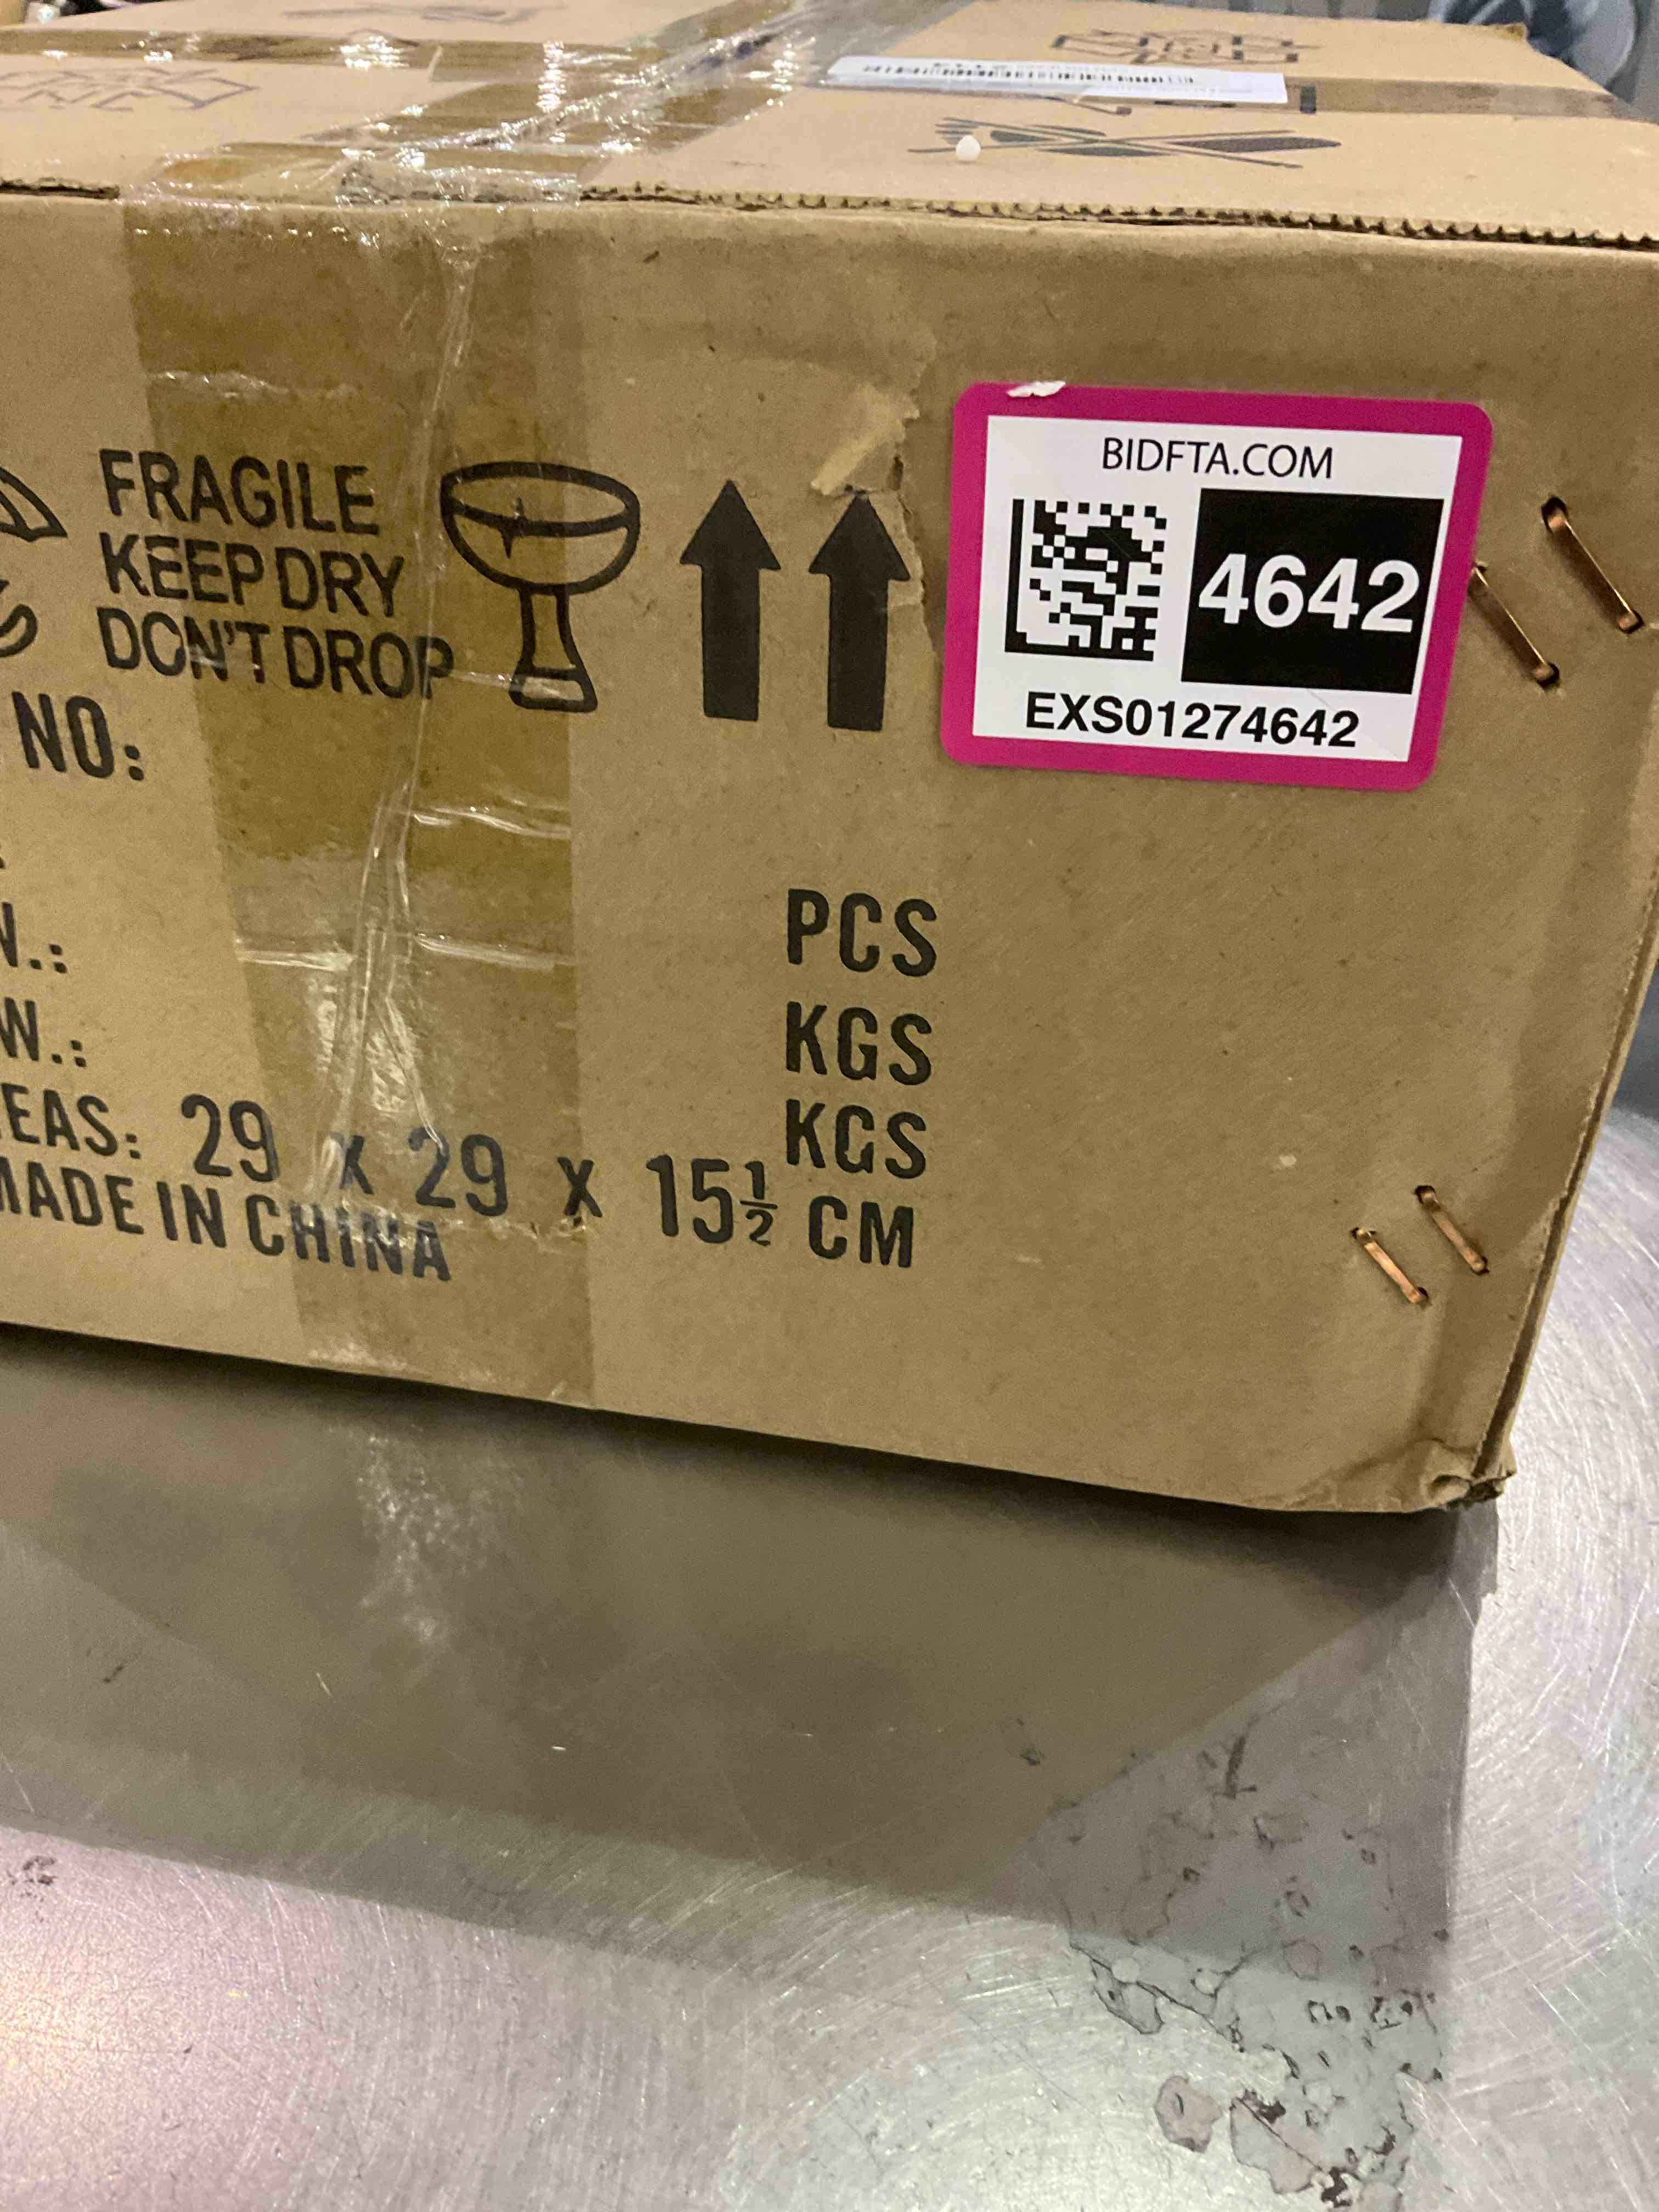 FRAGILE
KEEP DRY
DON'T DROP
BIDFTA.COM
4642
EXS01274642
NO:
PCS
W.:
KGS
KGS
EAS: 29 x 29 x 15½ CM
MADE IN CHINA